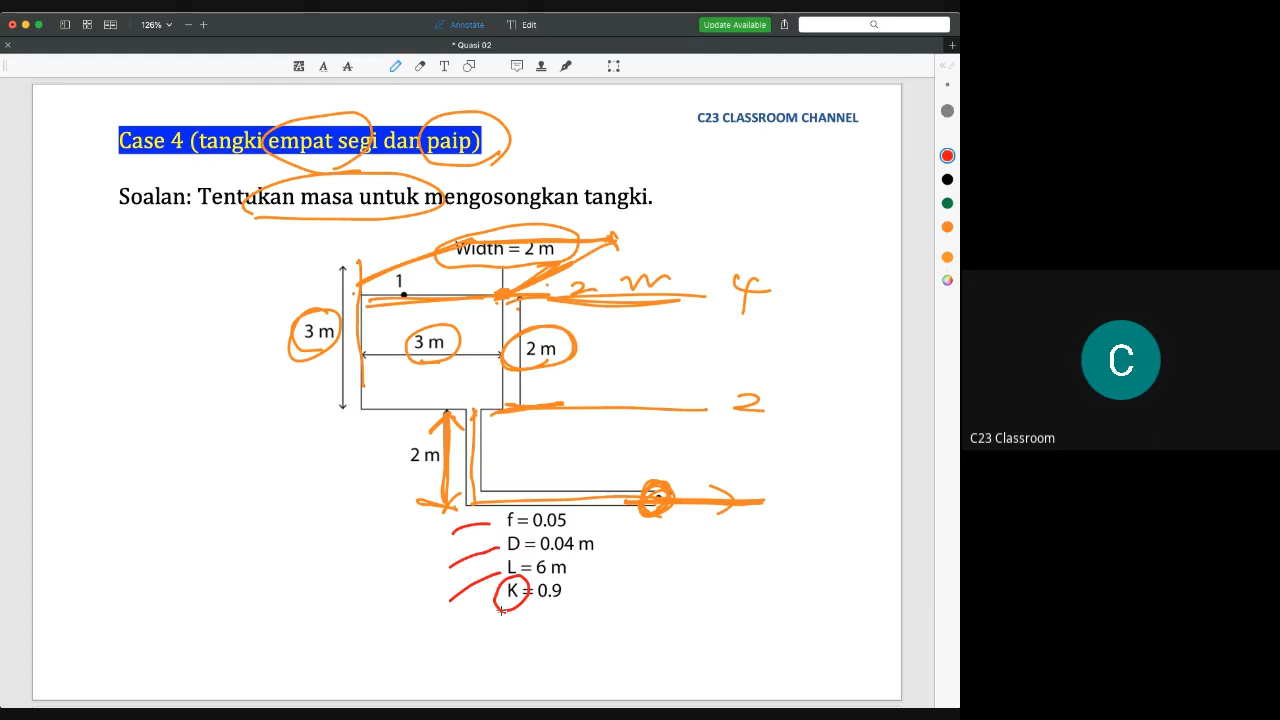 126%
Annotate
Edit
Update Available
* Quasi 02
C23 CLASSROOM CHANNEL
Case 4 (tangki empat segi dan paip)
Soalan: Tentukan masa untuk mengosongkan tangki.
Width = 2 m
1
2 m
4
3 m
3 m
2 m
2
2 m
f = 0.05
D = 0.04 m
L = 6 m
K = 0.9
C
C23 Classroom